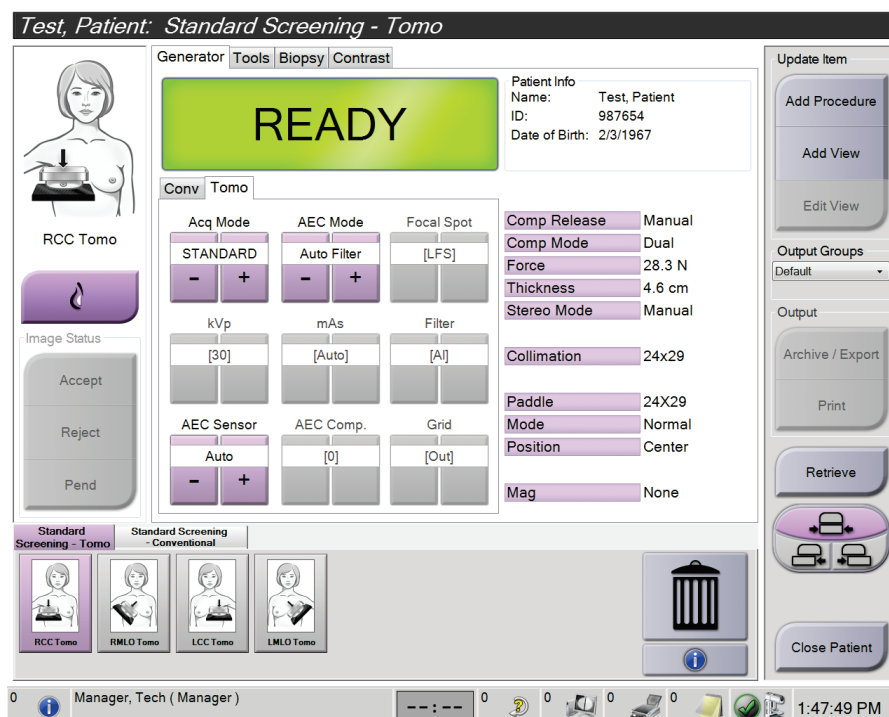 Test, Patient: Standard Screening - Tomo
RCC Tomo
Image Status
Accept
Reject
Pend
Generator Tools Biopsy Contrast
READY
Patient Info
Name: Test, Patient
ID: 987654
Date of Birth: 2/3/1967
Conv Tomo
Acq Mode AEC Mode Focal Spot
STANDARD Auto Filter [LFS]
- + - +
kVp mAs Filter
[30] [Auto] [Al]
AEC Sensor AEC Comp. Grid
Auto [0] [Out]
- +
Comp Release Manual
Comp Mode Dual
Force 28.3 N
Thickness 4.6 cm
Stereo Mode Manual
Collimation 24x29
Paddle 24X29
Mode Normal
Position Center
Mag None
Update Item
Add Procedure
Add View
Edit View
Output Groups
Default
Output
Archive / Export
Print
Retrieve
Close Patient
Standard
Screening - Tomo
Standard Screening
- Conventional
RCC Tomo RMLO Tomo LCC Tomo LMLO Tomo
0 Manager, Tech ( Manager ) --:-- 0 0 0 0 1:47:49 PM